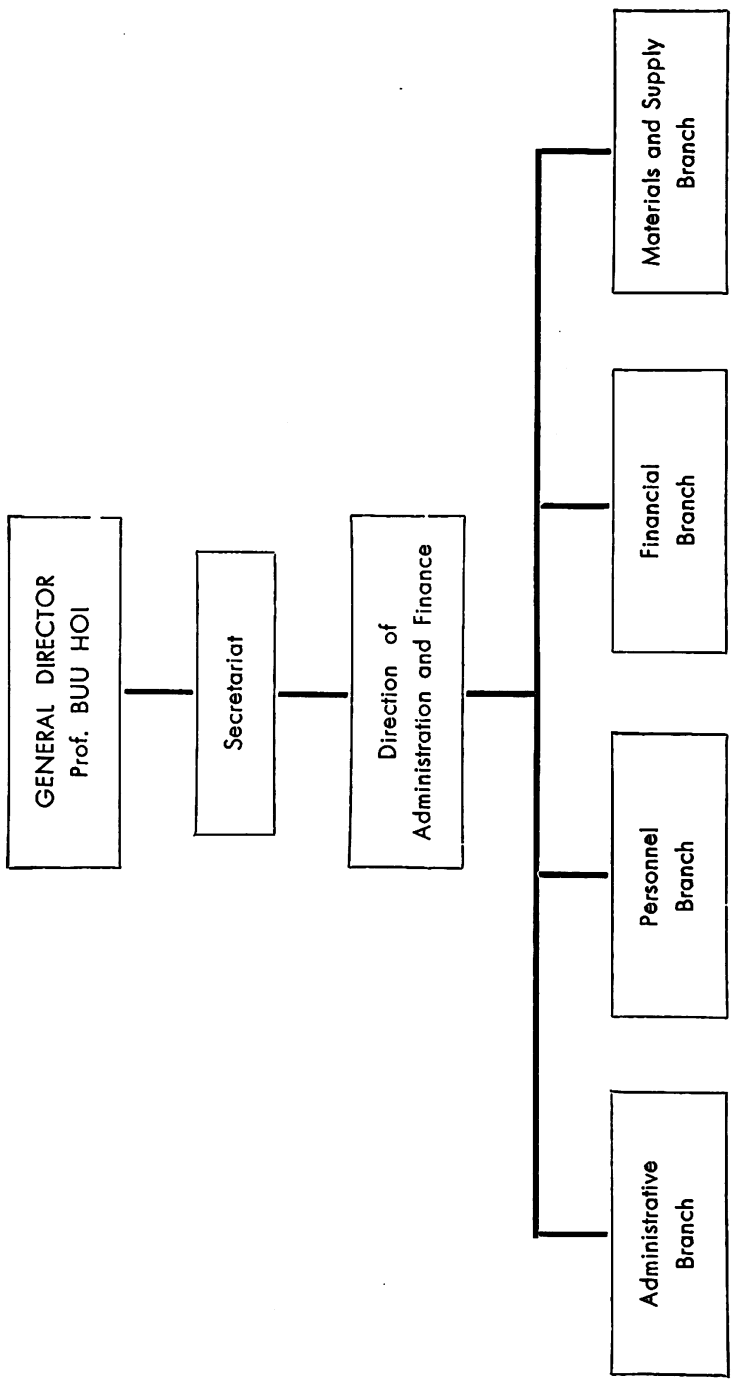 GENERAL DIRECTOR
Prof. BUU HOI
Secretariat
Direction of
Administration and Finance
Administrative
Branch
Personnel
Branch
Financial
Branch
Materials and Supply
Branch